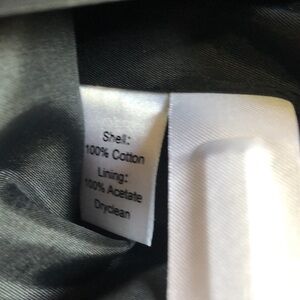 Shell:
100% Cotton
Lining:
100% Acetate
Dryclean